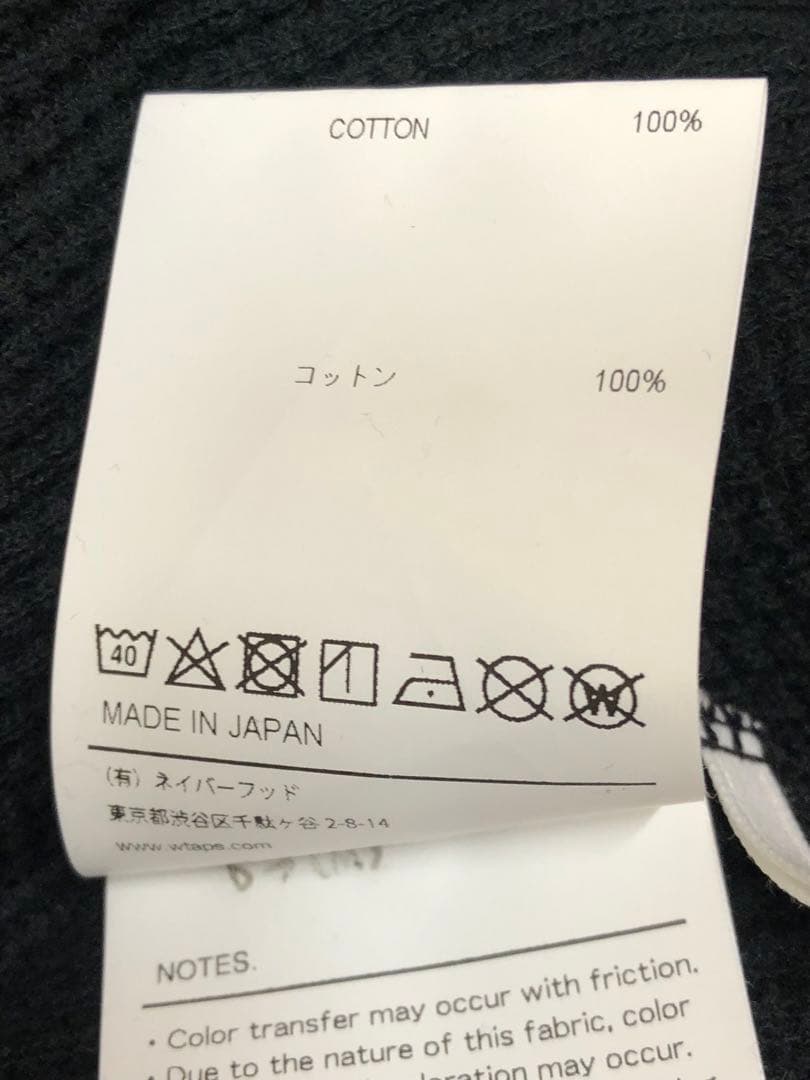 COTTON 100%
コットン 100%
40
W
MADE IN JAPAN
(有) ネイバーフッド
東京都渋谷区千駄ヶ谷 2-8-14
www.wtaps.com
NOTES.
・Color transfer may occur with friction.
・Due to the nature of this fabric, color
may occur.